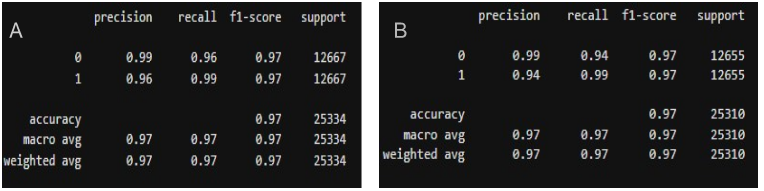 A
precision recall f1-score support
0 0.99 0.96 0.97 12667
1 0.96 0.99 0.97 12667
accuracy 0.97 25334
macro avg 0.97 0.97 0.97 25334
weighted avg 0.97 0.97 0.97 25334
B
precision recall f1-score support
0 0.99 0.94 0.97 12655
1 0.94 0.99 0.97 12655
accuracy 0.97 25310
macro avg 0.97 0.97 0.97 25310
weighted avg 0.97 0.97 0.97 25310